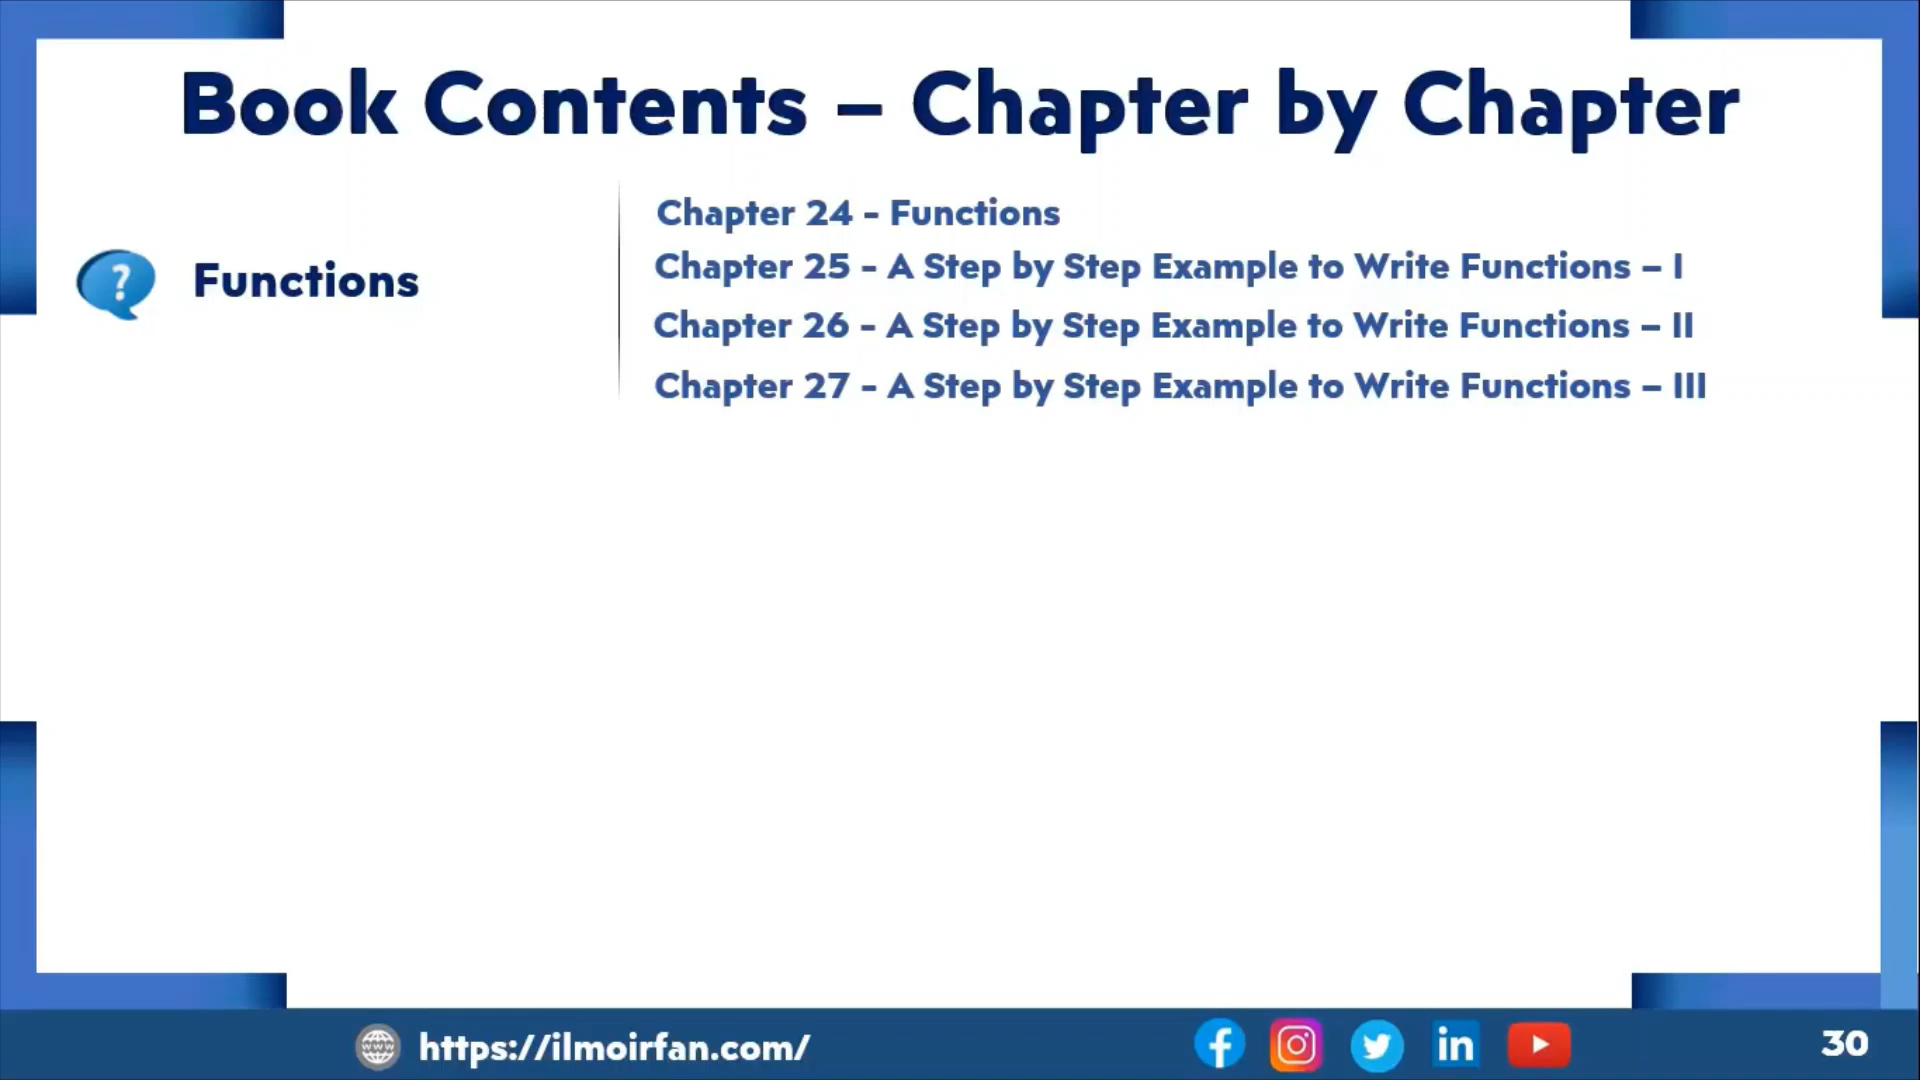 Book Contents – Chapter by Chapter
Functions
Chapter 24 - Functions
Chapter 25 - A Step by Step Example to Write Functions – I
Chapter 26 - A Step by Step Example to Write Functions – II
Chapter 27 - A Step by Step Example to Write Functions – III
https://ilmoirfan.com/
30